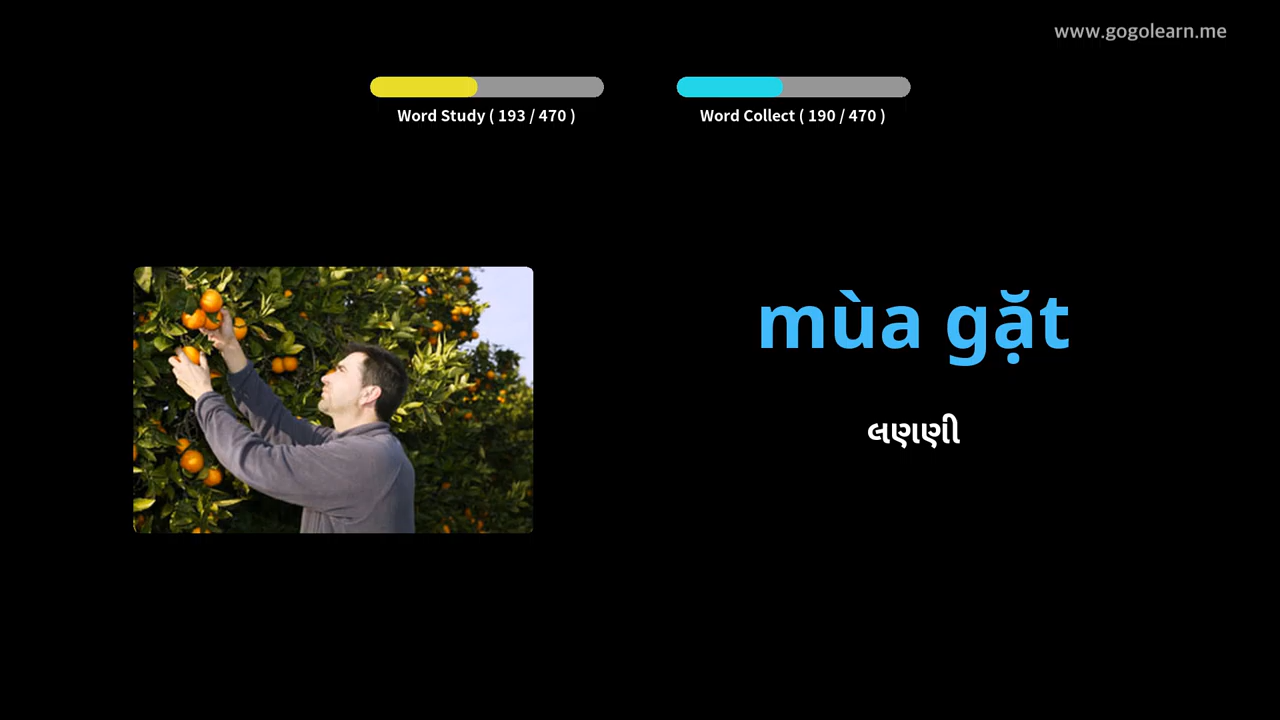 www.gogolearn.me
Word Study ( 193 / 470 )
Word Collect ( 190 / 470 )
mùa gặt
લણણી